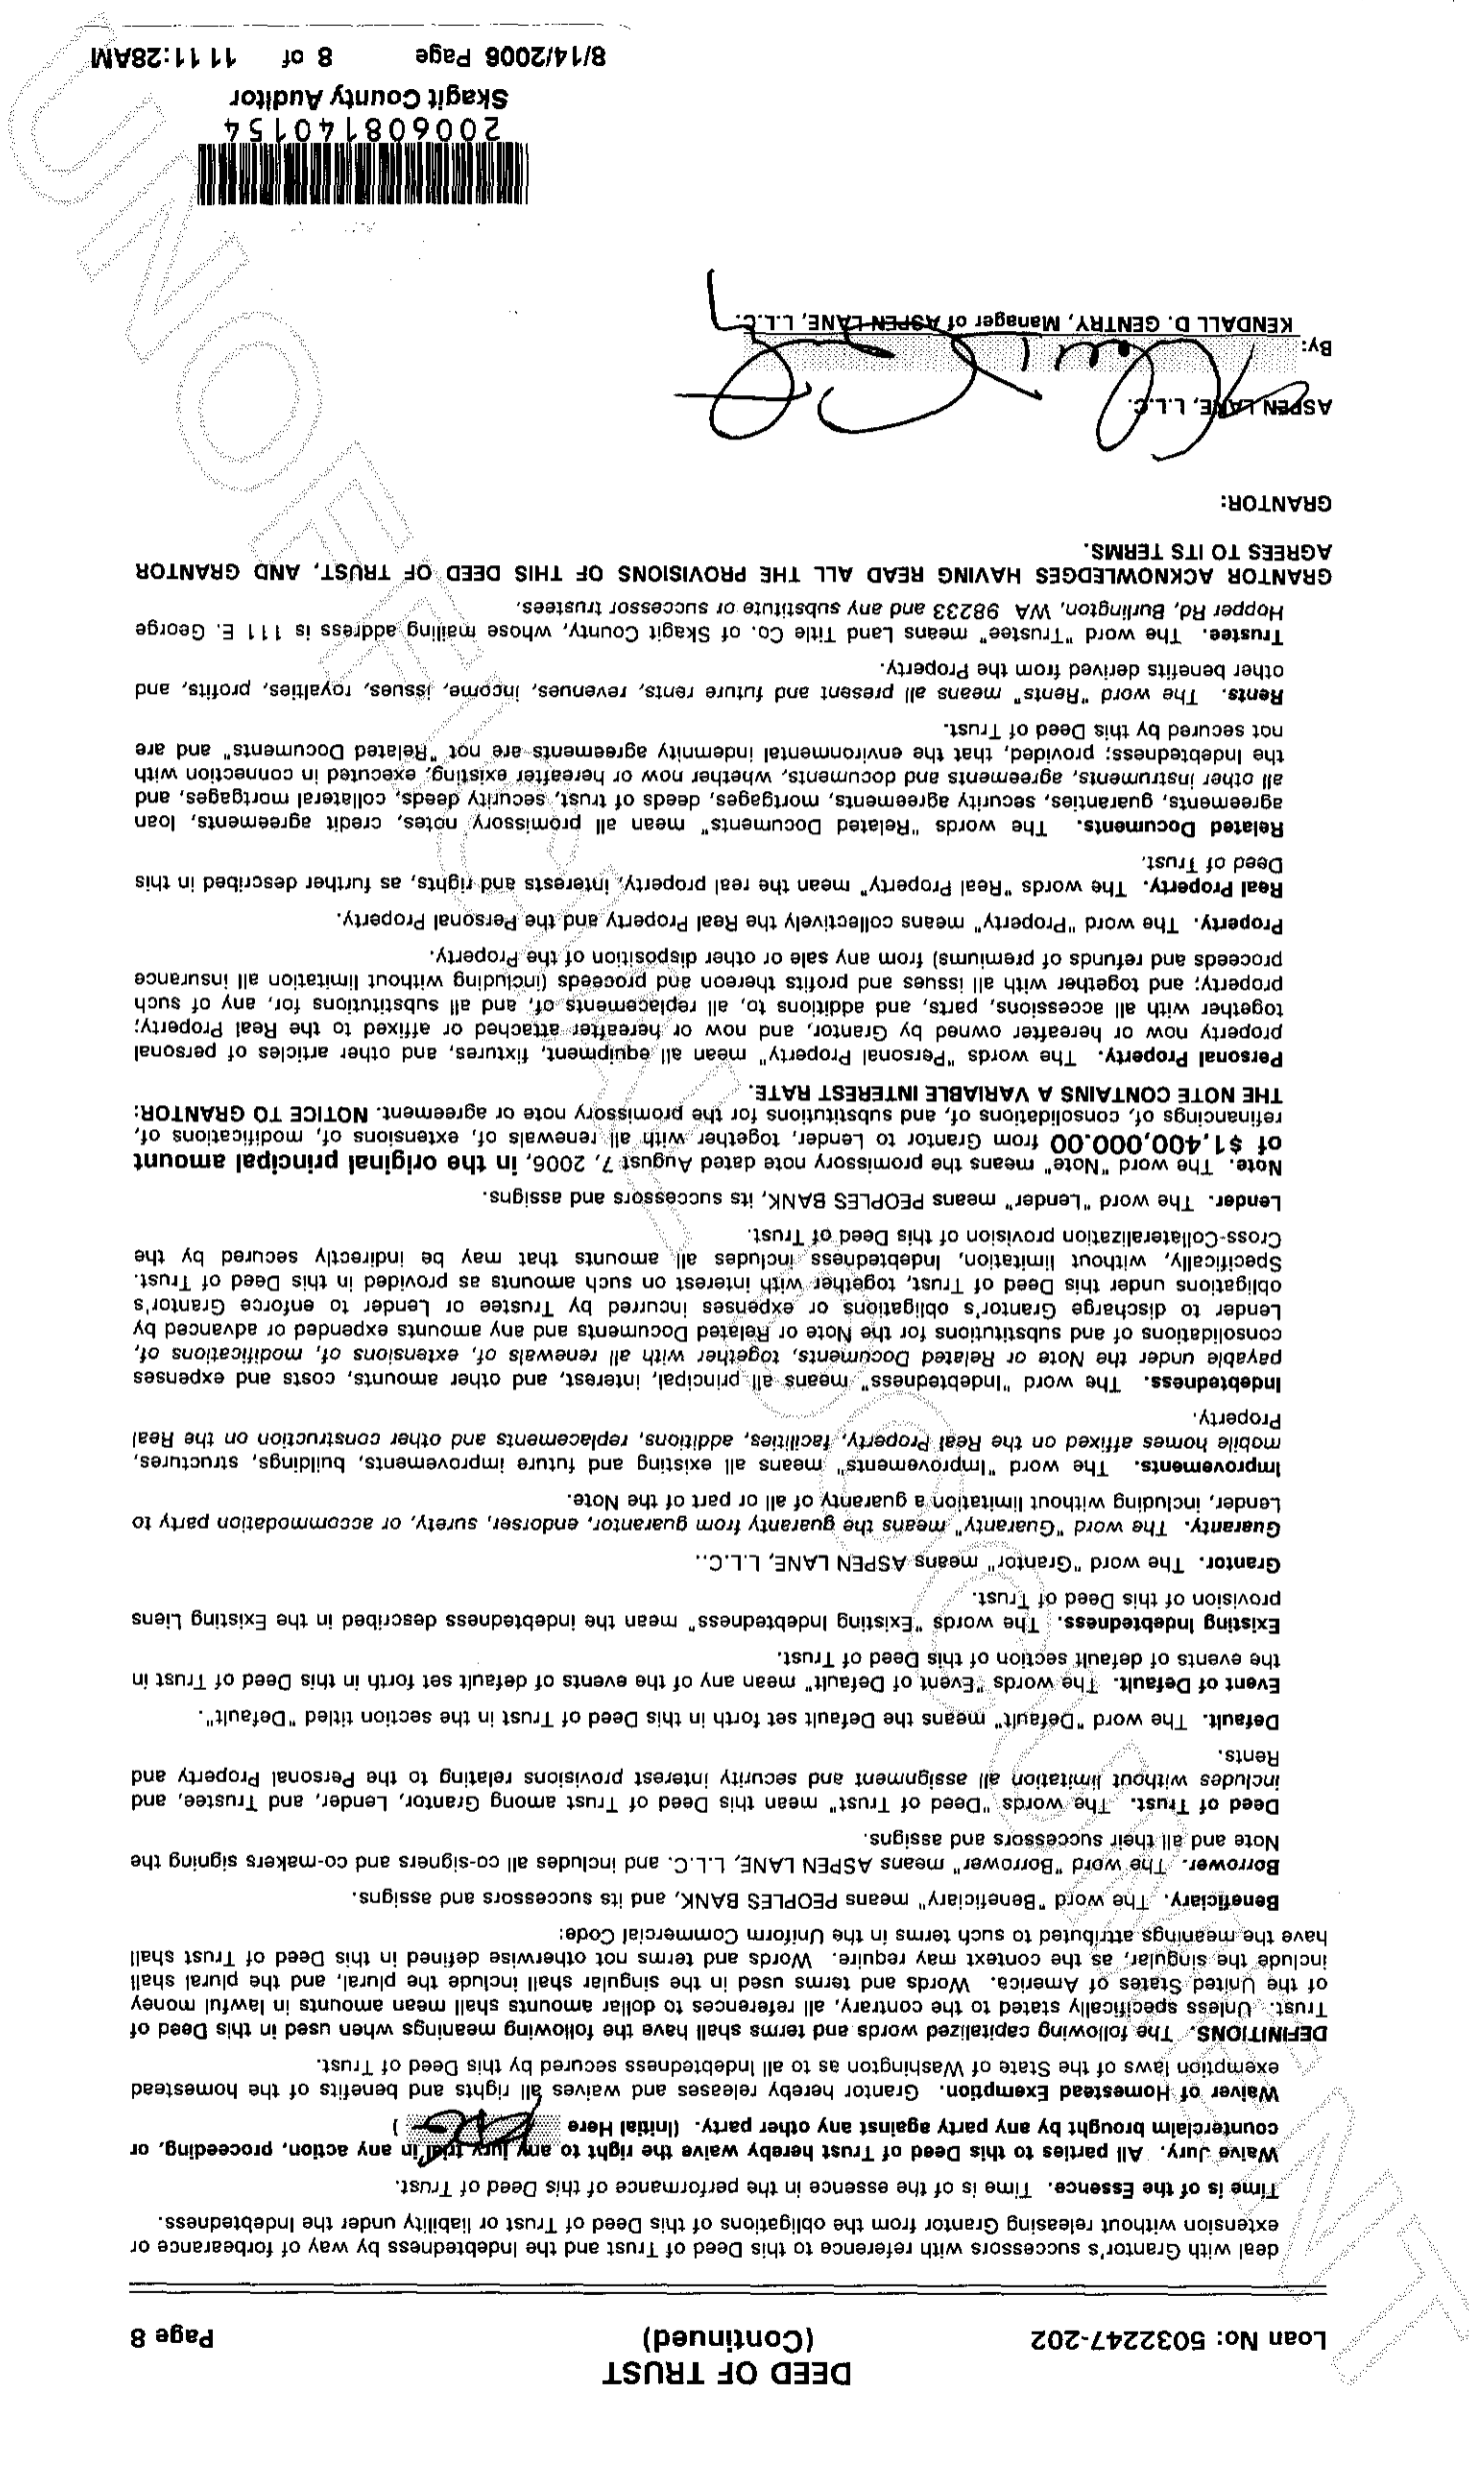 DEED OF TRUST
Loan No: 5032247-202 (Continued) Page 8
deal with Grantor's successors with reference to this Deed of Trust and the Indebtedness by way of forbearance or
extension without releasing Grantor from the obligations of this Deed of Trust or liability under the Indebtedness.
Time is of the Essence. Time is of the essence in the performance of this Deed of Trust.
Waive Jury. All parties to this Deed of Trust hereby waive the right to any jury trial in any action, proceeding, or
counterclaim brought by any party against any other party. (Initial Here )
Waiver of Homestead Exemption. Grantor hereby releases and waives all rights and benefits of the homestead
exemption laws of the State of Washington as to all Indebtedness secured by this Deed of Trust.
DEFINITIONS. The following capitalized words and terms shall have the following meanings when used in this Deed of
Trust. Unless specifically stated to the contrary, all references to dollar amounts shall mean amounts in lawful money
of the United States of America. Words and terms used in the singular shall include the plural, and the plural shall
include the singular, as the context may require. Words and terms not otherwise defined in this Deed of Trust shall
have the meanings attributed to such terms in the Uniform Commercial Code:
Beneficiary. The word "Beneficiary" means PEOPLES BANK, and its successors and assigns.
Borrower. The word "Borrower" means ASPEN LANE, L.L.C. and includes all co-signers and co-makers signing the
Note and all their successors and assigns.
Deed of Trust. The words "Deed of Trust" mean this Deed of Trust among Grantor, Lender, and Trustee, and
includes without limitation all assignment and security interest provisions relating to the Personal Property and
Rents.
Default. The word "Default" means the Default set forth in this Deed of Trust in the section titled "Default".
Event of Default. The words "Event of Default" mean any of the events of default set forth in this Deed of Trust in
the events of default section of this Deed of Trust.
Existing Indebtedness. The words "Existing Indebtedness" mean the indebtedness described in the Existing Liens
provision of this Deed of Trust.
Grantor. The word "Grantor" means ASPEN LANE, L.L.C..
Guaranty. The word "Guaranty" means the guaranty from guarantor, endorser, surety, or accommodation party to
Lender, including without limitation a guaranty of all or part of the Note.
Improvements. The word "Improvements" means all existing and future improvements, buildings, structures,
mobile homes affixed on the Real Property, facilities, additions, replacements and other construction on the Real
Property.
Indebtedness. The word "Indebtedness" means all principal, interest, and other amounts, costs and expenses
payable under the Note or Related Documents, together with all renewals of, extensions of, modifications of,
consolidations of and substitutions for the Note or Related Documents and any amounts expended or advanced by
Lender to discharge Grantor's obligations or expenses incurred by Trustee or Lender to enforce Grantor's
obligations under this Deed of Trust, together with interest on such amounts as provided in this Deed of Trust.
Specifically, without limitation, Indebtedness includes all amounts that may be indirectly secured by the
Cross-Collateralization provision of this Deed of Trust.
Lender. The word "Lender" means PEOPLES BANK, its successors and assigns.
Note. The word "Note" means the promissory note dated August 7, 2006, in the original principal amount
of $1,400,000.00 from Grantor to Lender, together with all renewals of, extensions of, modifications of,
refinancings of, consolidations of, and substitutions for the promissory note or agreement. NOTICE TO GRANTOR:
THE NOTE CONTAINS A VARIABLE INTEREST RATE.
Personal Property. The words "Personal Property" mean all equipment, fixtures, and other articles of personal
property now or hereafter owned by Grantor, and now or hereafter attached or affixed to the Real Property;
together with all accessions, parts, and additions to, all replacements of, and all substitutions for, any of such
property; and together with all issues and profits thereon and proceeds (including without limitation all insurance
proceeds and refunds of premiums) from any sale or other disposition of the Property.
Property. The word "Property" means collectively the Real Property and the Personal Property.
Real Property. The words "Real Property" mean the real property, interests and rights, as further described in this
Deed of Trust.
Related Documents. The words "Related Documents" mean all promissory notes, credit agreements, loan
agreements, guaranties, security agreements, mortgages, deeds of trust, security deeds, collateral mortgages, and
all other instruments, agreements and documents, whether now or hereafter existing, executed in connection with
the Indebtedness; provided, that the environmental indemnity agreements are not "Related Documents" and are
not secured by this Deed of Trust.
Rents. The word "Rents" means all present and future rents, revenues, income, issues, royalties, profits, and
other benefits derived from the Property.
Trustee. The word "Trustee" means Land Title Co. of Skagit County, whose mailing address is 111 E. George
Hopper Rd, Burlington, WA 98233 and any substitute or successor trustees.
GRANTOR ACKNOWLEDGES HAVING READ ALL THE PROVISIONS OF THIS DEED OF TRUST, AND GRANTOR
AGREES TO ITS TERMS.
GRANTOR:
ASPEN LANE, L.L.C.
By:
KENDALL D. GENTRY, Manager of ASPEN LANE, L.L.C.
200608140154
Skagit County Auditor
8/14/2006 Page 8 of 11 11:28AM
UNOFFICIAL DOCUMENT